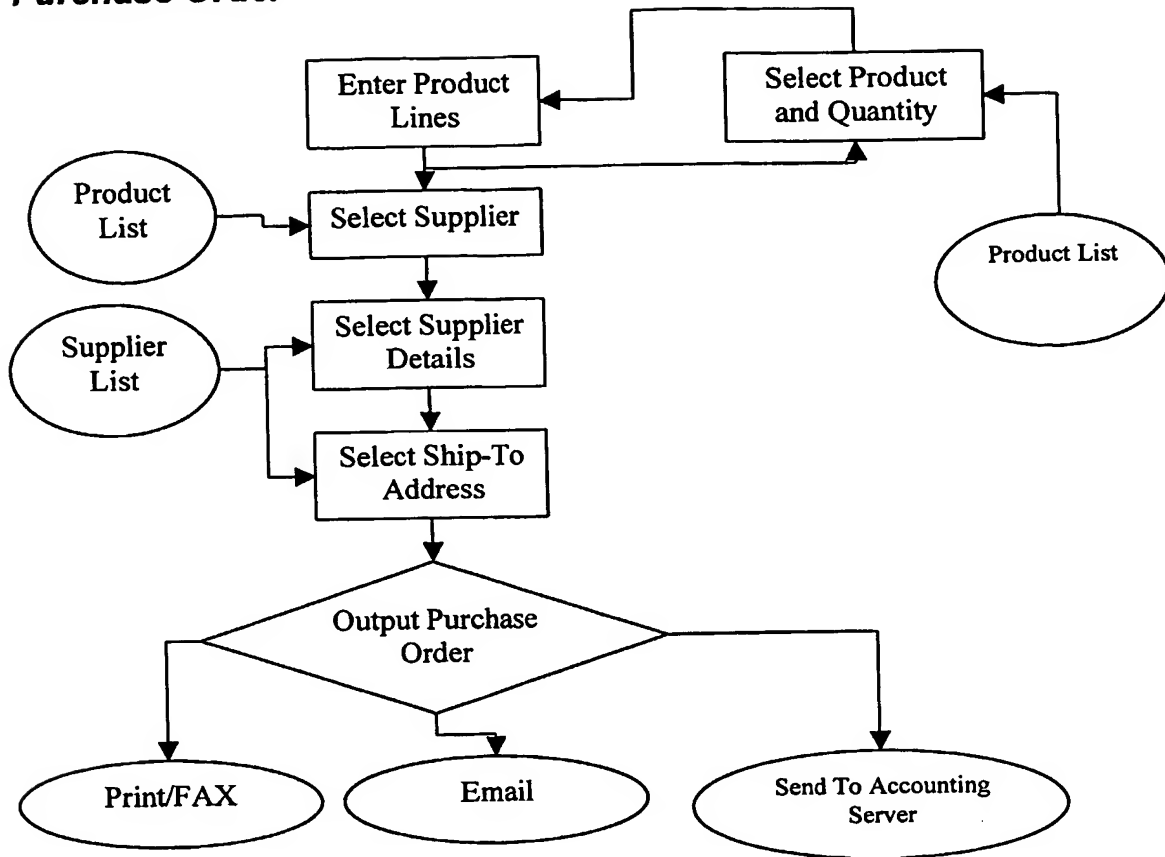 Purchase Order
Enter Product
Lines
Select Product
and Quantity
Product
List
Select Supplier
Product List
Supplier
List
Select Supplier
Details
Select Ship-To
Address
Output Purchase
Order
Print/FAX
Email
Send To Accounting
Server